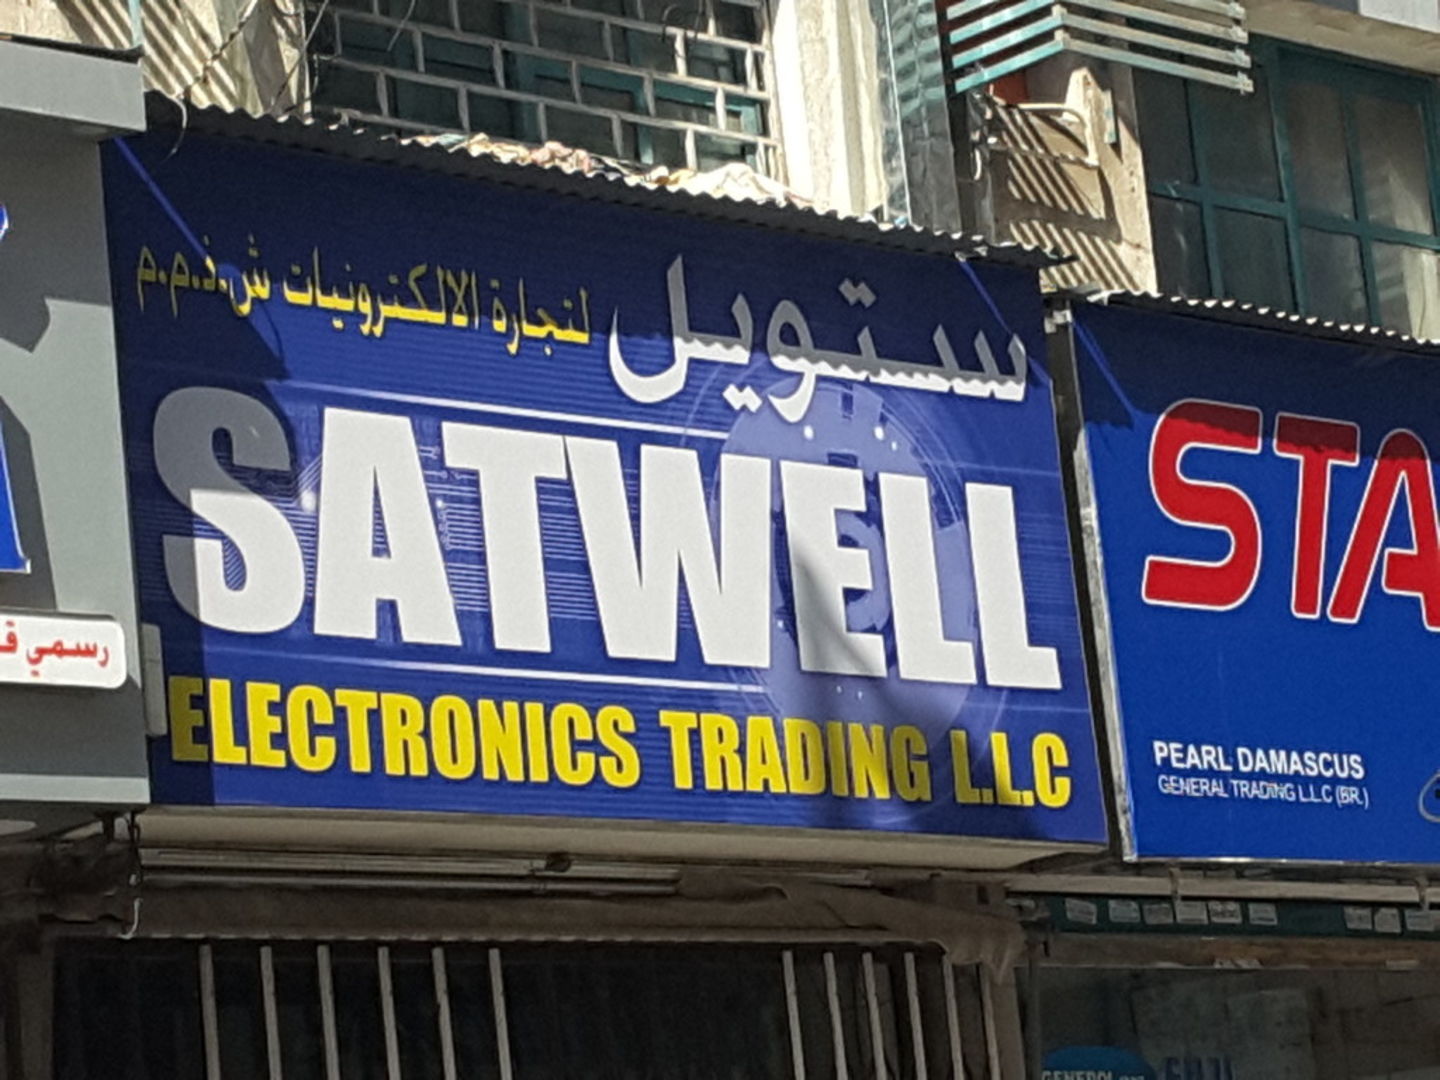 ستويل لتجارة الالكترونيات ش.ذ.م.م
SATWELL
ELECTRONICS TRADING L.L.C
STA
PEARL DAMASCUS
GENERAL TRADING L.L.C (BR.)
رسمي